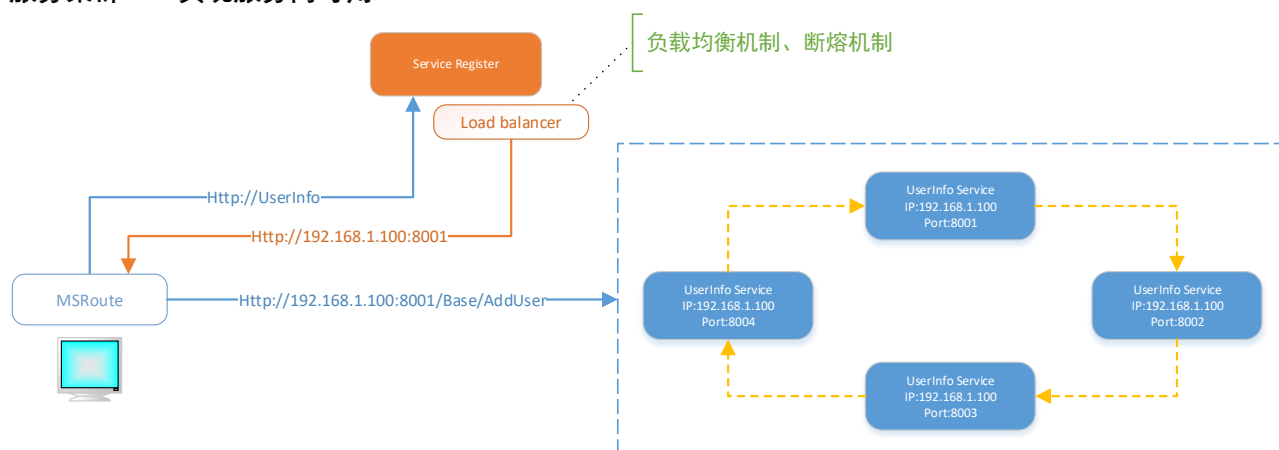 负载均衡机制、断熔机制
Service Register
Load balancer
Http://UserInfo
Http://192.168.1.100:8001
MSRoute
Http://192.168.1.100:8001/Base/AddUser
UserInfo Service
IP:192.168.1.100
Port:8001
UserInfo Service
IP:192.168.1.100
Port:8004
UserInfo Service
IP:192.168.1.100
Port:8002
UserInfo Service
IP:192.168.1.100
Port:8003